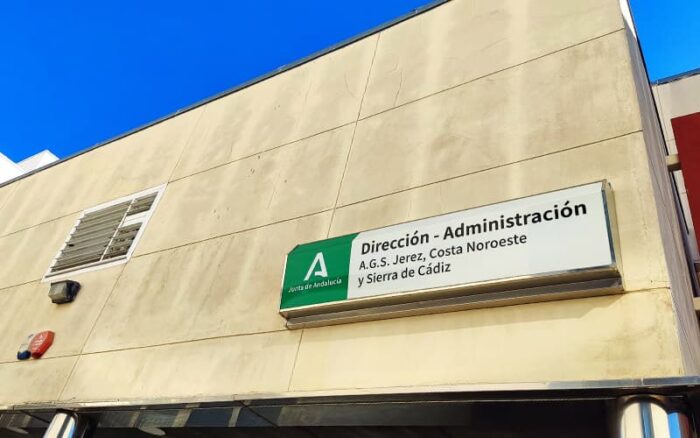 Junta de Andalucía
Dirección - Administración
A.G.S. Jerez, Costa Noroeste
y Sierra de Cádiz